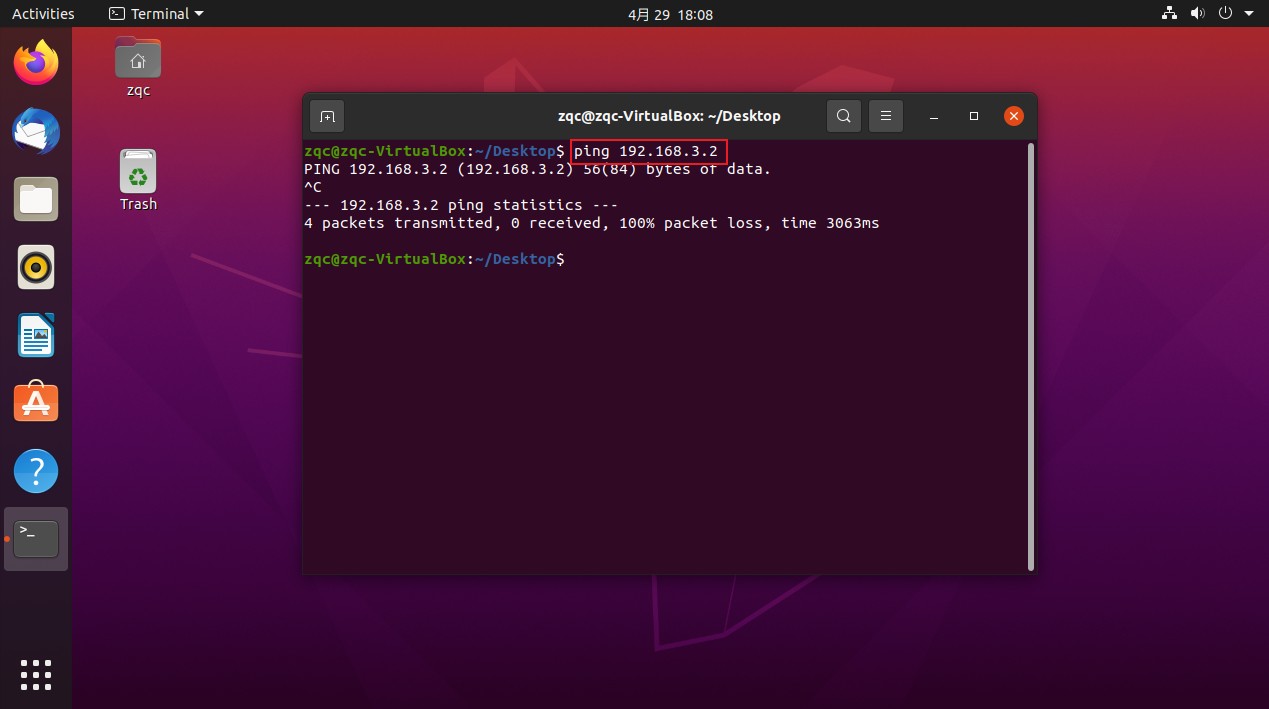 Activities
Terminal
4月 29 18:08
zqc
Trash
zqc@zqc-VirtualBox: ~/Desktop
zqc@zqc-VirtualBox:~/Desktop$ ping 192.168.3.2
PING 192.168.3.2 (192.168.3.2) 56(84) bytes of data.
^C
--- 192.168.3.2 ping statistics ---
4 packets transmitted, 0 received, 100% packet loss, time 3063ms
zqc@zqc-VirtualBox:~/Desktop$